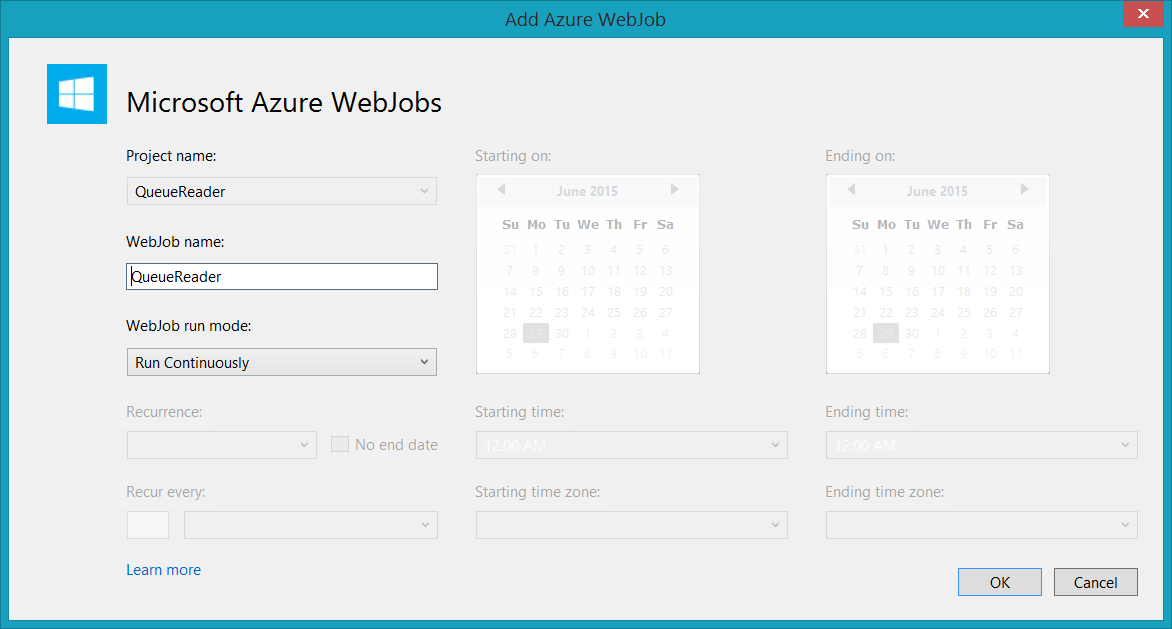 Add Azure WebJob
Microsoft Azure WebJobs
Project name:
QueueReader
WebJob name:
QueueReader
WebJob run mode:
Run Continuously
Recurrence:
No end date
Recur every:
Learn more
Starting on:
June 2015
Su Mo Tu We Th Fr Sa
31 1 2 3 4 5 6
7 8 9 10 11 12 13
14 15 16 17 18 19 20
21 22 23 24 25 26 27
28 29 30 1 2 3 4
5 6 7 8 9 10 11
Starting time:
12:00 AM
Starting time zone:
Ending on:
June 2015
Su Mo Tu We Th Fr Sa
31 1 2 3 4 5 6
7 8 9 10 11 12 13
14 15 16 17 18 19 20
21 22 23 24 25 26 27
28 29 30 1 2 3 4
5 6 7 8 9 10 11
Ending time:
12:00 AM
Ending time zone:
OK
Cancel